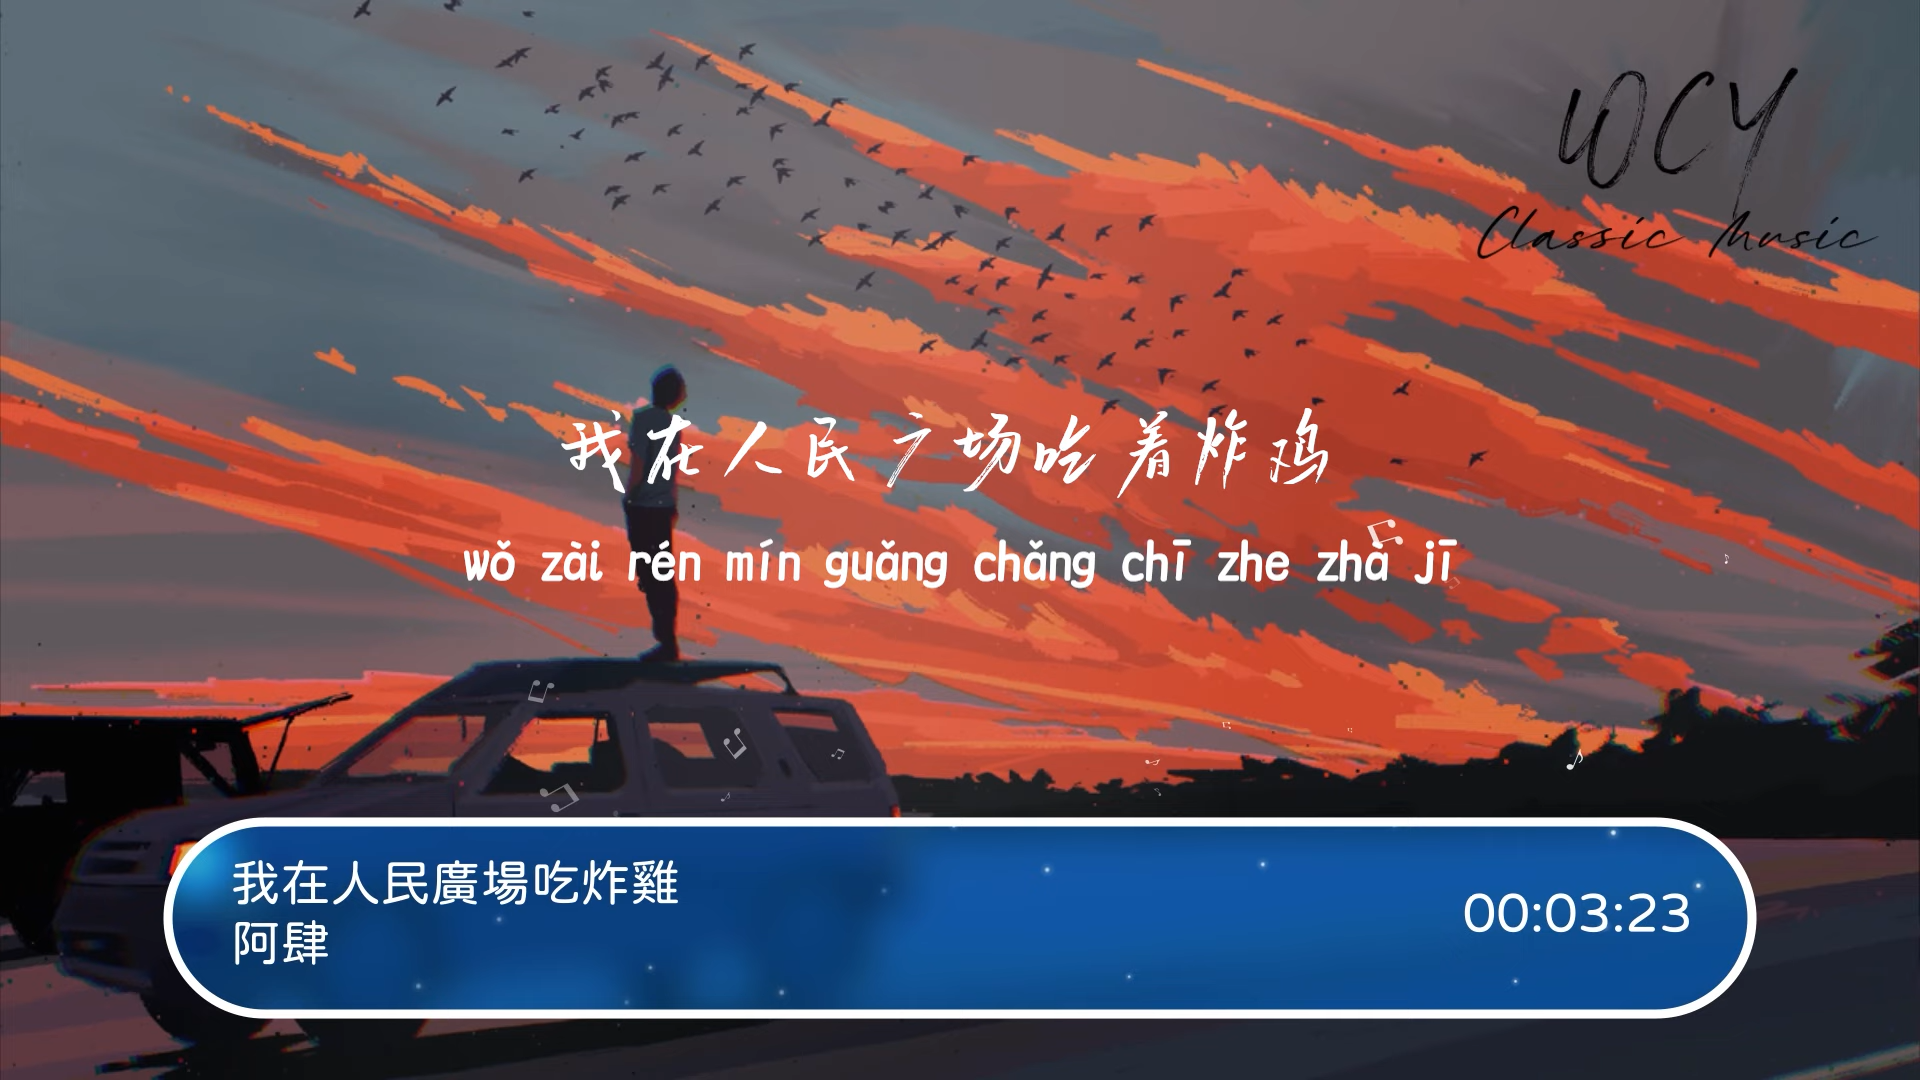 WCY
Classic Music
我在人民广场吃着炸鸡
wǒ zài rén mín guǎng chǎng chī zhe zhà jī
我在人民廣場吃炸雞
阿肆
00:03:23